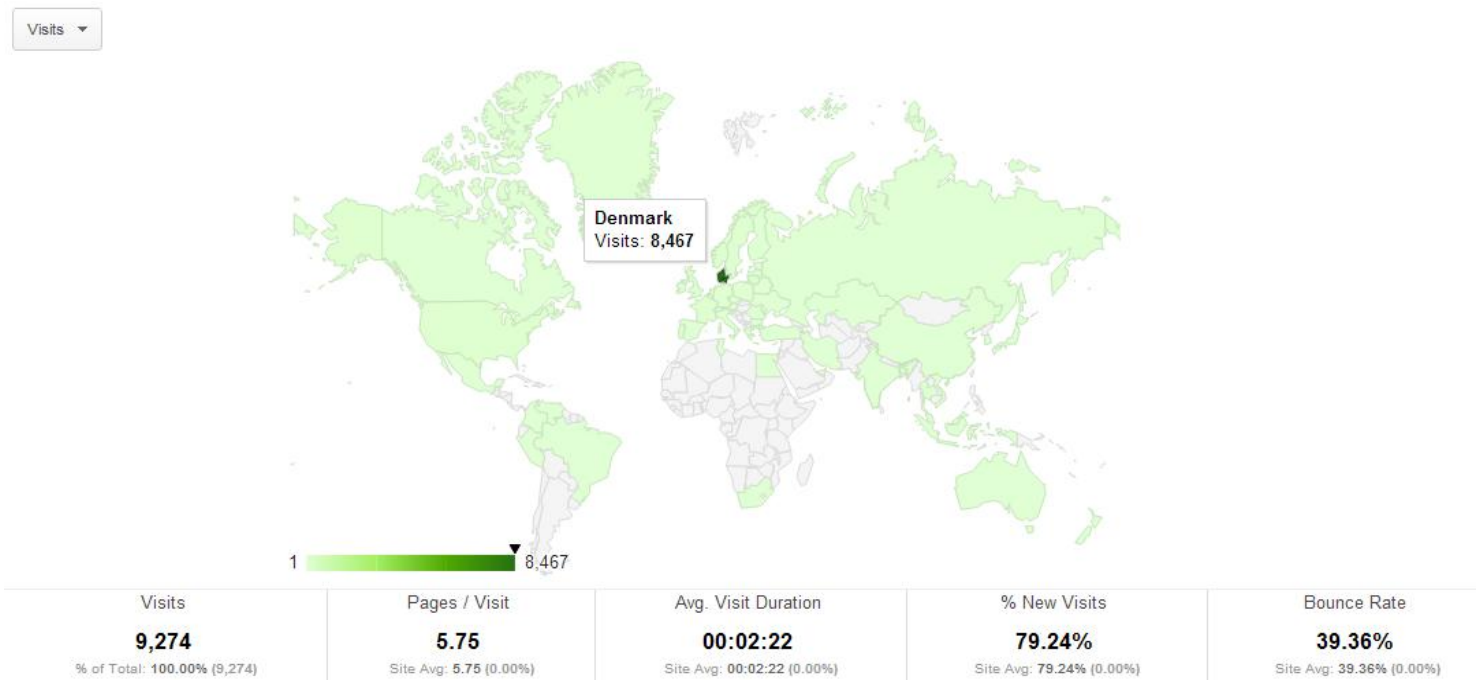 Visits
Denmark
Visits: 8,467
1 8,467
Visits
9,274
% of Total: 100.00% (9,274)
Pages / Visit
5.75
Site Avg: 5.75 (0.00%)
Avg. Visit Duration
00:02:22
Site Avg: 00:02:22 (0.00%)
% New Visits
79.24%
Site Avg: 79.24% (0.00%)
Bounce Rate
39.36%
Site Avg: 39.36% (0.00%)